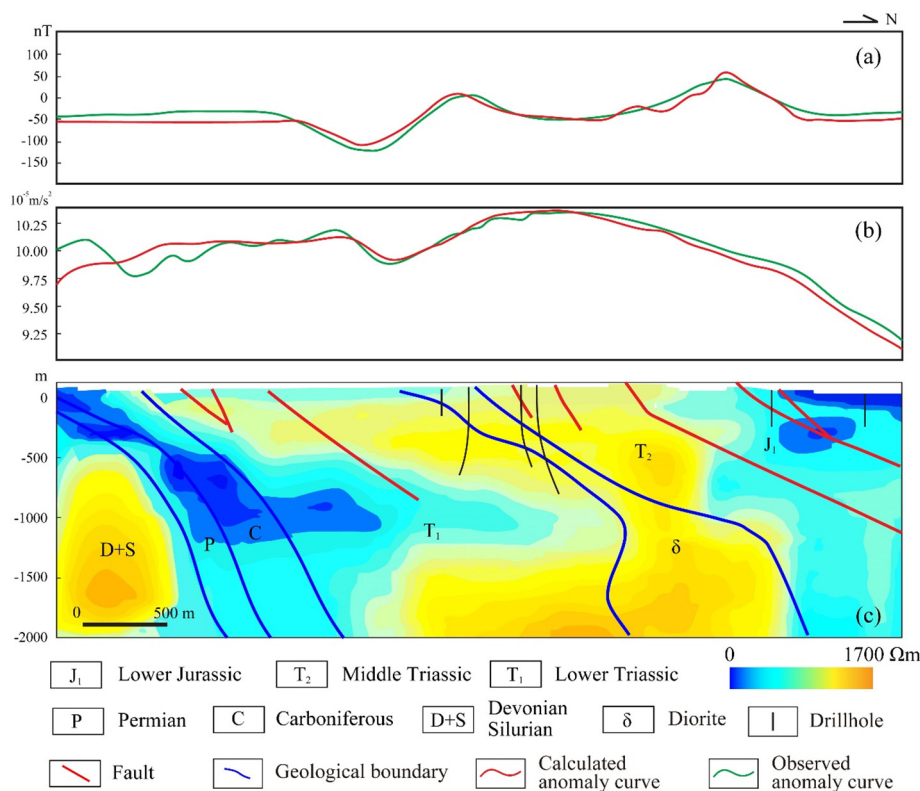 N
nT
(a)
100
50
0
-50
-100
-150
10⁻⁵m/s²
(b)
10.25
10.00
9.75
9.50
9.25
m
0
-500
-1000
-1500
-2000
J₁
T₂
D+S
P
C
T₁
δ
0 500 m
(c)
J₁ Lower Jurassic T₂ Middle Triassic T₁ Lower Triassic
0 1700 Ωm
P Permian C Carboniferous D+S Devonian Silurian δ Diorite Drillhole
Fault Geological boundary Calculated anomaly curve Observed anomaly curve